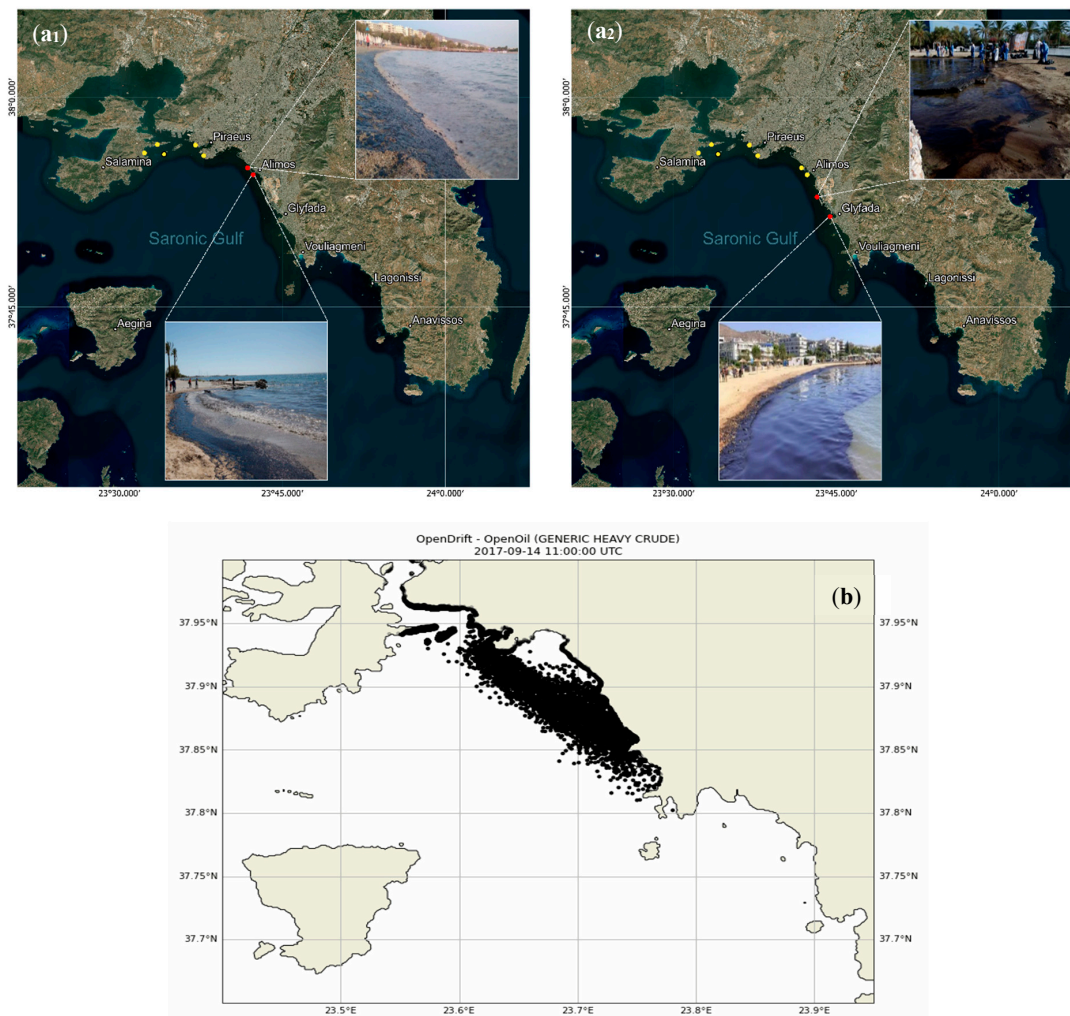 (a1)
38°0.000'
37°45.000'
Piraeus
Salamina
Alimos
Glyfada
Saronic Gulf
Vouliagmeni
Lagonissi
Aegina
Anavissos
23°30.000'
23°45.000'
24°0.000'
(a2)
38°0.000'
37°45.000'
Piraeus
Salamina
Alimos
Glyfada
Saronic Gulf
Vouliagmeni
Lagonissi
Aegina
Anavissos
23°30.000'
23°45.000'
24°0.000'
OpenDrift - OpenOil (GENERIC HEAVY CRUDE)
2017-09-14 11:00:00 UTC
(b)
37.95°N
37.95°N
37.9°N
37.9°N
37.85°N
37.85°N
37.8°N
37.8°N
37.75°N
37.75°N
37.7°N
37.7°N
23.5°E
23.6°E
23.7°E
23.8°E
23.9°E